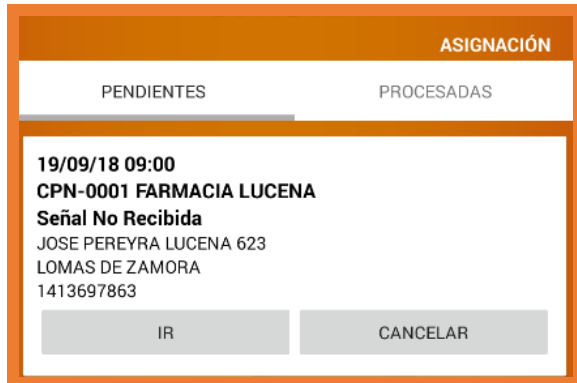 ASIGNACIÓN
PENDIENTES PROCESADAS
19/09/18 09:00
CPN-0001 FARMACIA LUCENA
Señal No Recibida
JOSE PEREYRA LUCENA 623
LOMAS DE ZAMORA
1413697863
IR CANCELAR